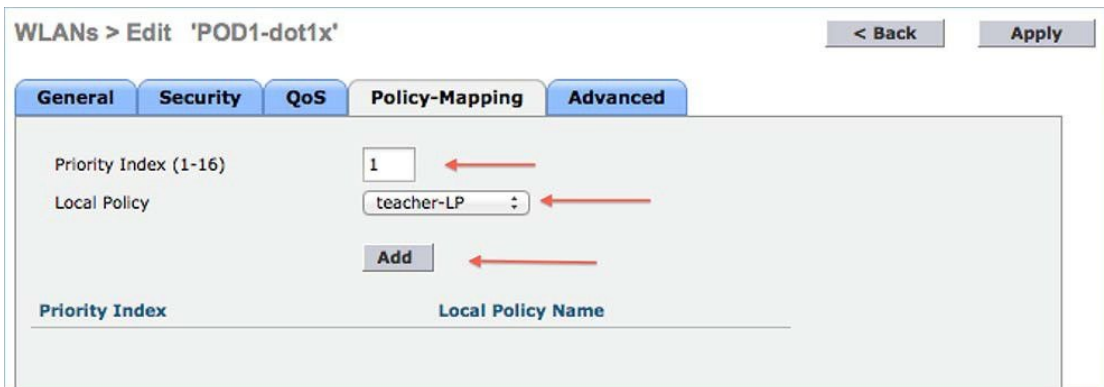 WLANs > Edit 'POD1-dot1x'
< Back
Apply
General
Security
QoS
Policy-Mapping
Advanced
Priority Index (1-16)
1
Local Policy
teacher-LP
Add
Priority Index
Local Policy Name